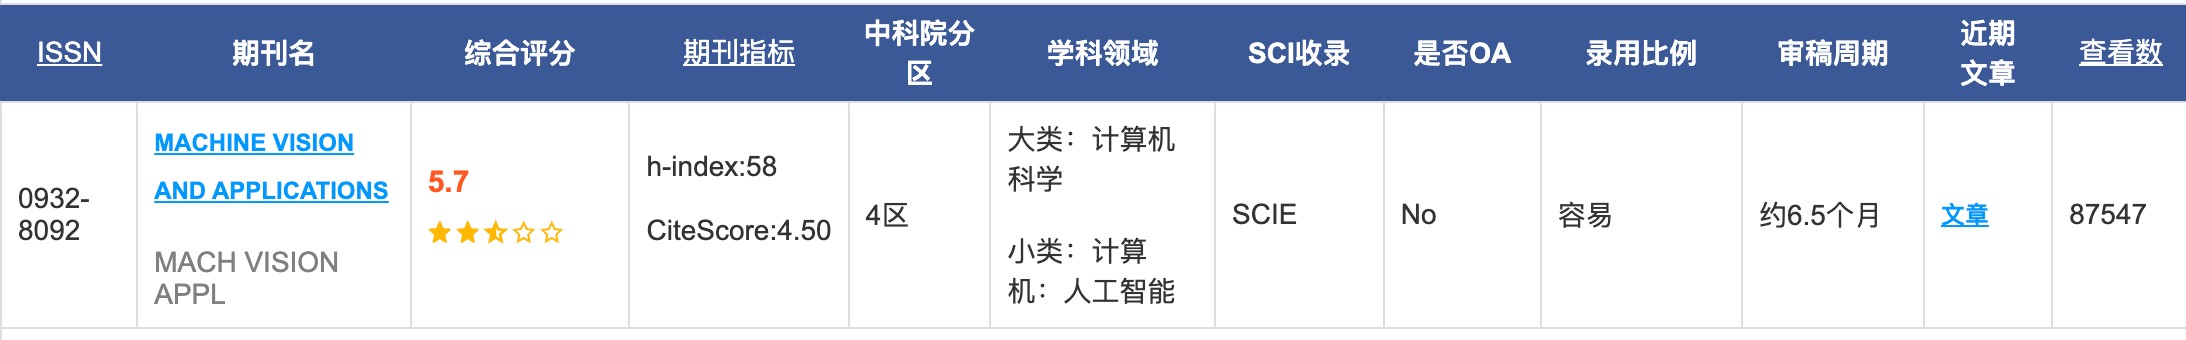 ISSN
期刊名
综合评分
期刊指标
中科院分
区
学科领域
SCI收录
是否OA
录用比例
审稿周期
近期
文章
查看数
0932-
8092
MACHINE VISION
AND APPLICATIONS
MACH VISION
APPL
5.7
h-index:58
CiteScore:4.50
4区
大类：计算机
科学
小类：计算
机：人工智能
SCIE
No
容易
约6.5个月
文章
87547